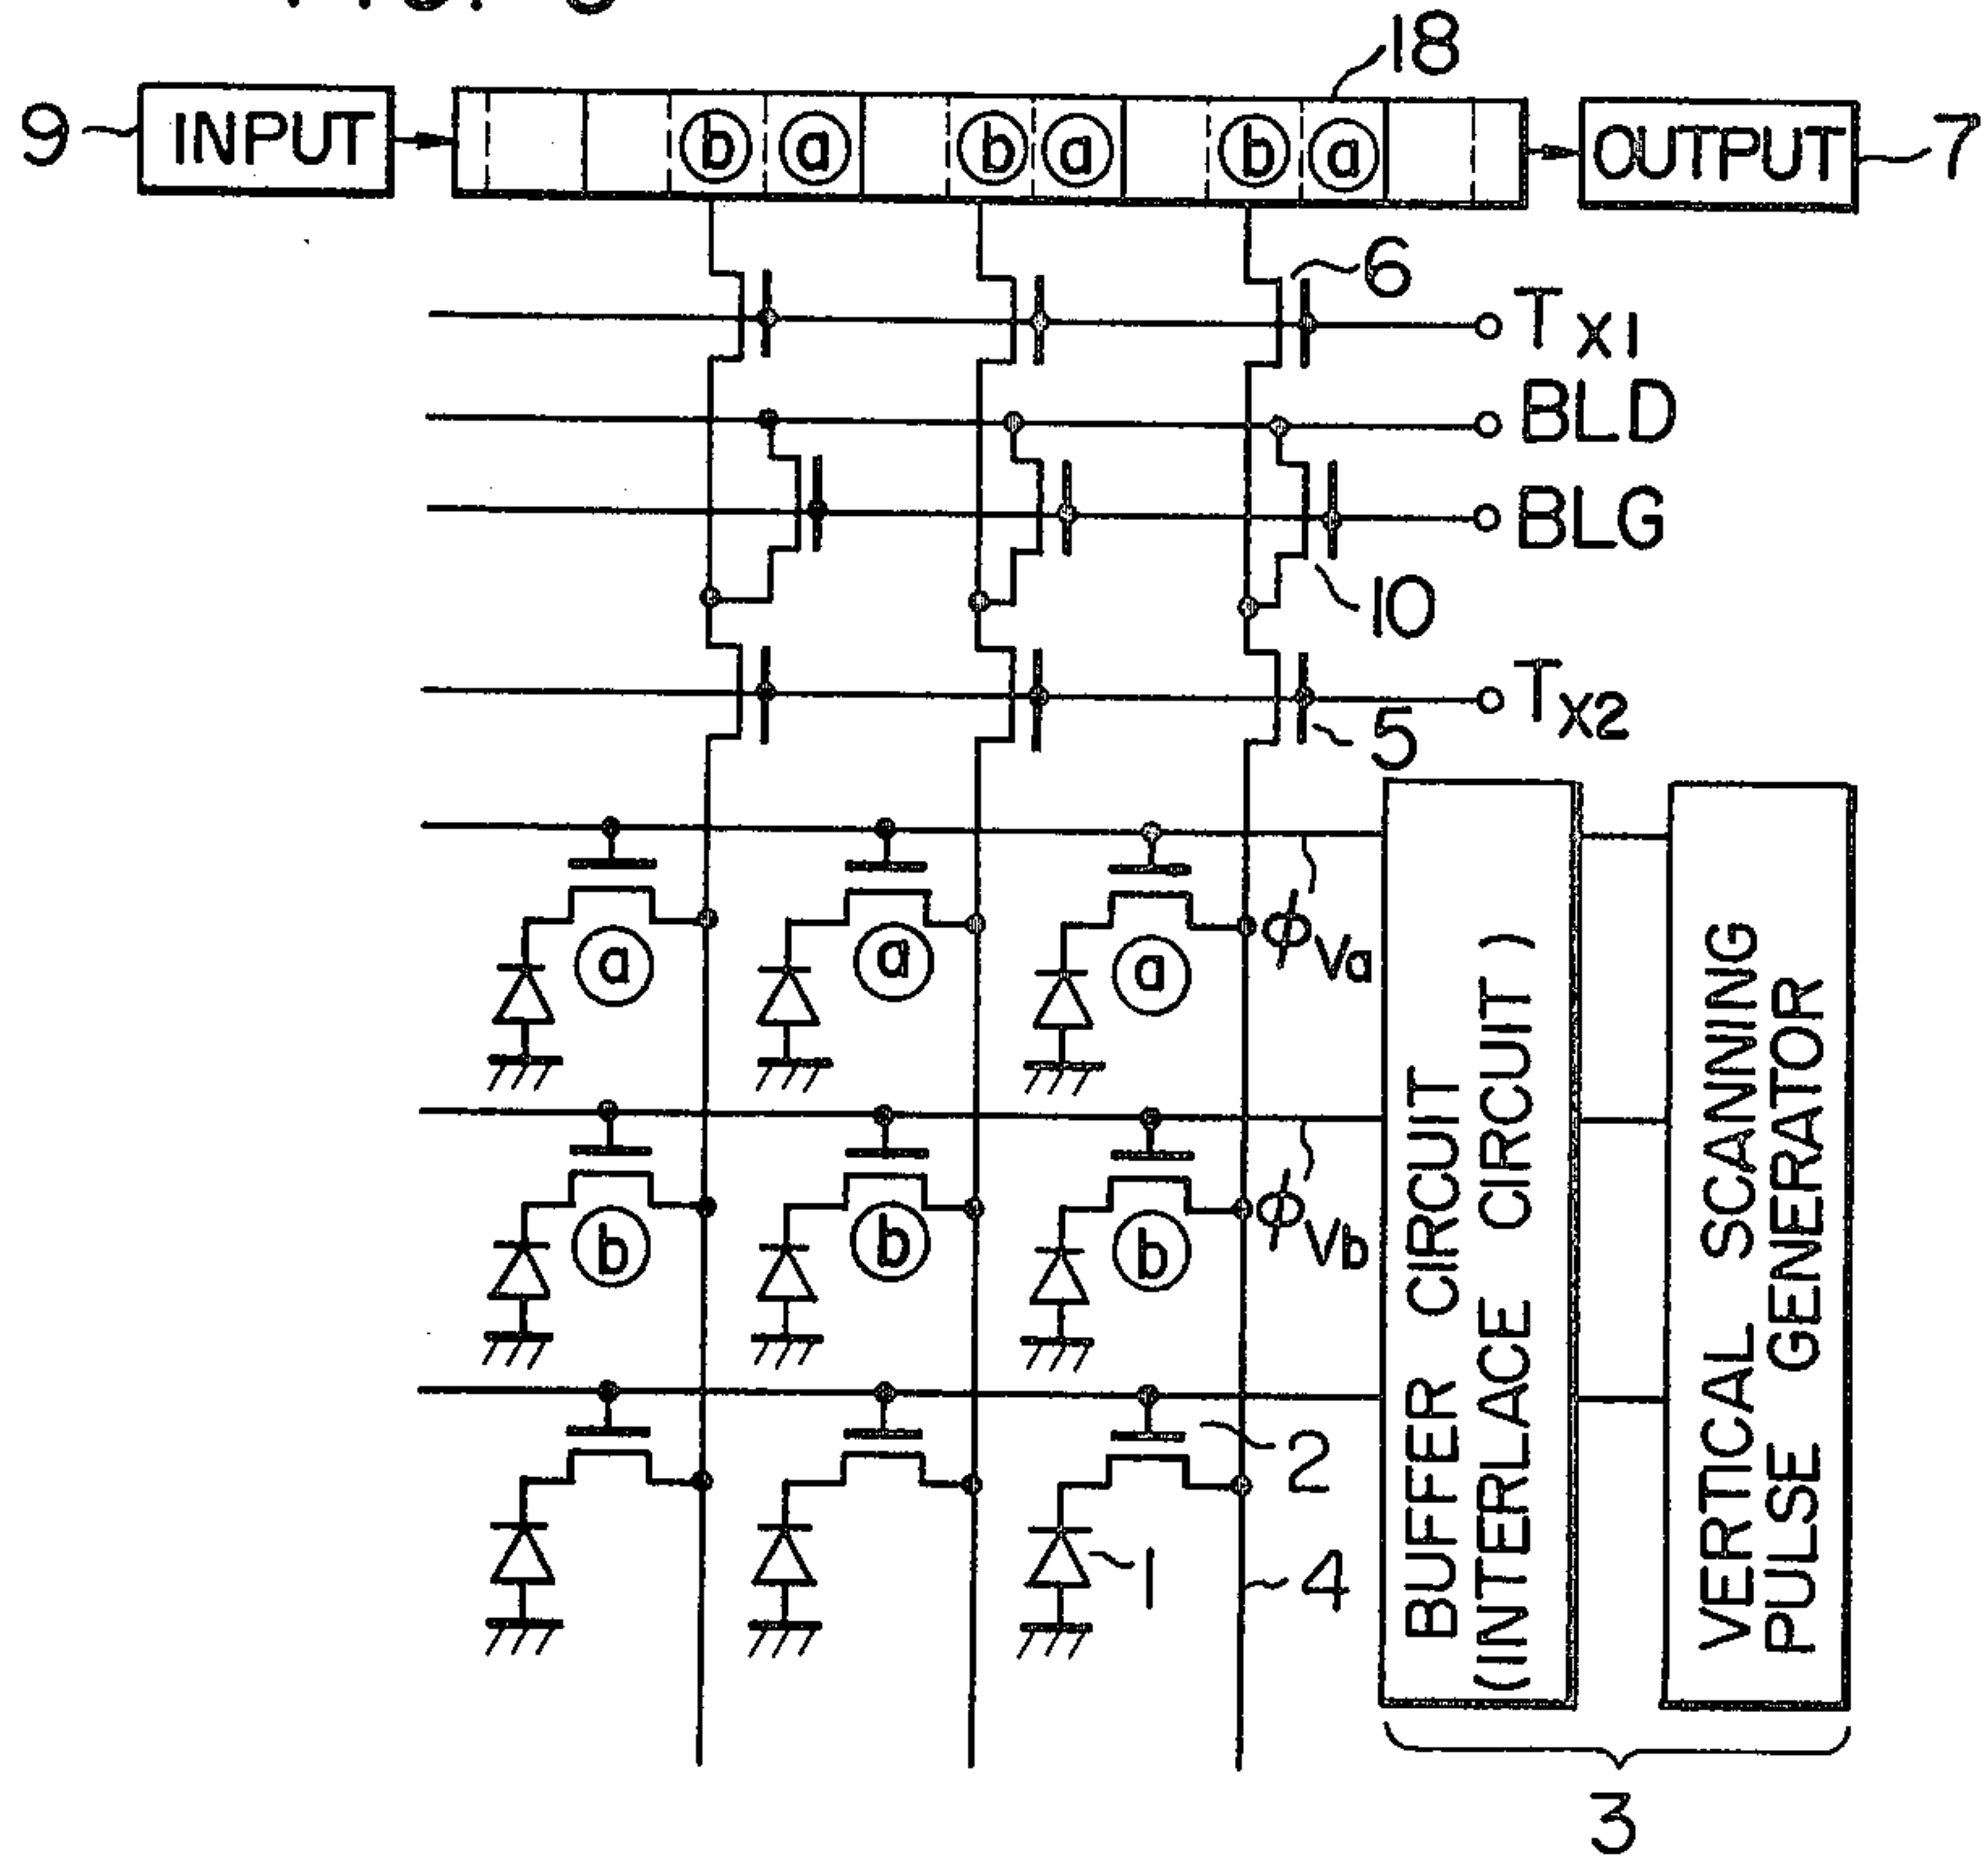 18
9 INPUT b a b a b a OUTPUT 7
6
TX1
BLD
BLG
10
TX2
5
a a a φVa
b b b φVb
2
1 4
BUFFER CIRCUIT
(INTERLACE CIRCUIT)
VERTICAL SCANNING
PULSE GENERATOR
3